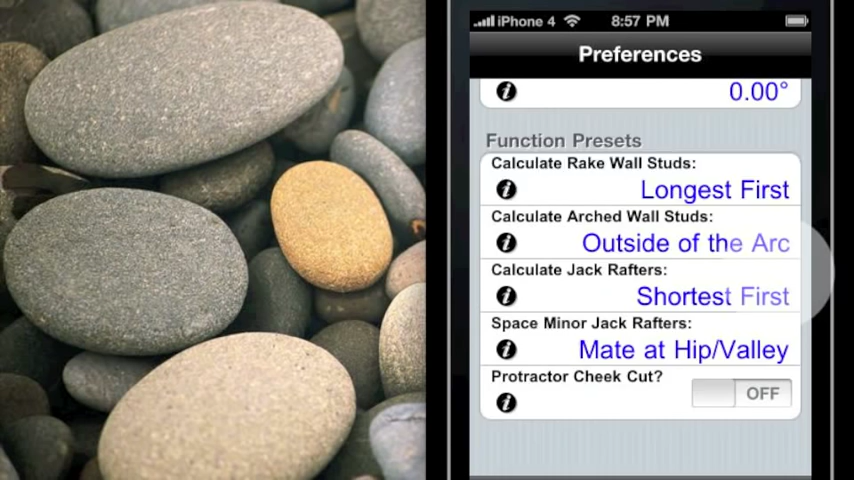 iPhone 4 8:57 PM
Preferences
0.00°
Function Presets
Calculate Rake Wall Studs:
Longest First
Calculate Arched Wall Studs:
Outside of the Arc
Calculate Jack Rafters:
Shortest First
Space Minor Jack Rafters:
Mate at Hip/Valley
Protractor Cheek Cut?
OFF